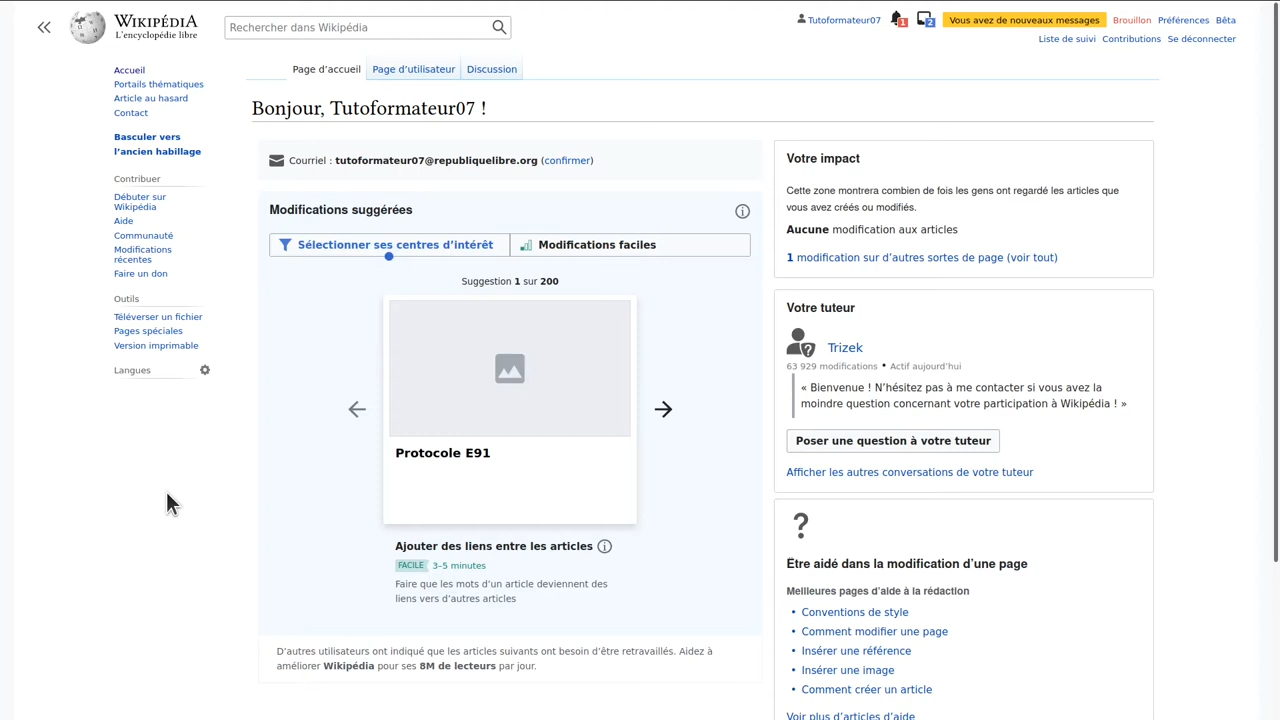 WIKIPÉDIA
L'encyclopédie libre
Rechercher dans Wikipédia
Tutoformateur07
1
2
Vous avez de nouveaux messages
Brouillon
Préférences
Bêta
Liste de suivi
Contributions
Se déconnecter
Accueil
Portails thématiques
Article au hasard
Contact
Basculer vers
l'ancien habillage
Contribuer
Débuter sur
Wikipédia
Aide
Communauté
Modifications
récentes
Faire un don
Outils
Téléverser un fichier
Pages spéciales
Version imprimable
Langues
Page d'accueil
Page d'utilisateur
Discussion
Bonjour, Tutoformateur07 !
Courriel : tutoformateur07@republiquelibre.org (confirmer)
Modifications suggérées
Sélectionner ses centres d'intérêt
Modifications faciles
Suggestion 1 sur 200
Protocole E91
Ajouter des liens entre les articles
FACILE 3–5 minutes
Faire que les mots d'un article deviennent des
liens vers d'autres articles
D'autres utilisateurs ont indiqué que les articles suivants ont besoin d'être retravaillés. Aidez à
améliorer Wikipédia pour ses 8M de lecteurs par jour.
Votre impact
Cette zone montrera combien de fois les gens ont regardé les articles que
vous avez créés ou modifiés.
Aucune modification aux articles
1 modification sur d'autres sortes de page (voir tout)
Votre tuteur
Trizek
63 929 modifications • Actif aujourd'hui
« Bienvenue ! N'hésitez pas à me contacter si vous avez la
moindre question concernant votre participation à Wikipédia ! »
Poser une question à votre tuteur
Afficher les autres conversations de votre tuteur
?
Être aidé dans la modification d'une page
Meilleures pages d'aide à la rédaction
• Conventions de style
• Comment modifier une page
• Insérer une référence
• Insérer une image
• Comment créer un article
Voir plus d'articles d'aide